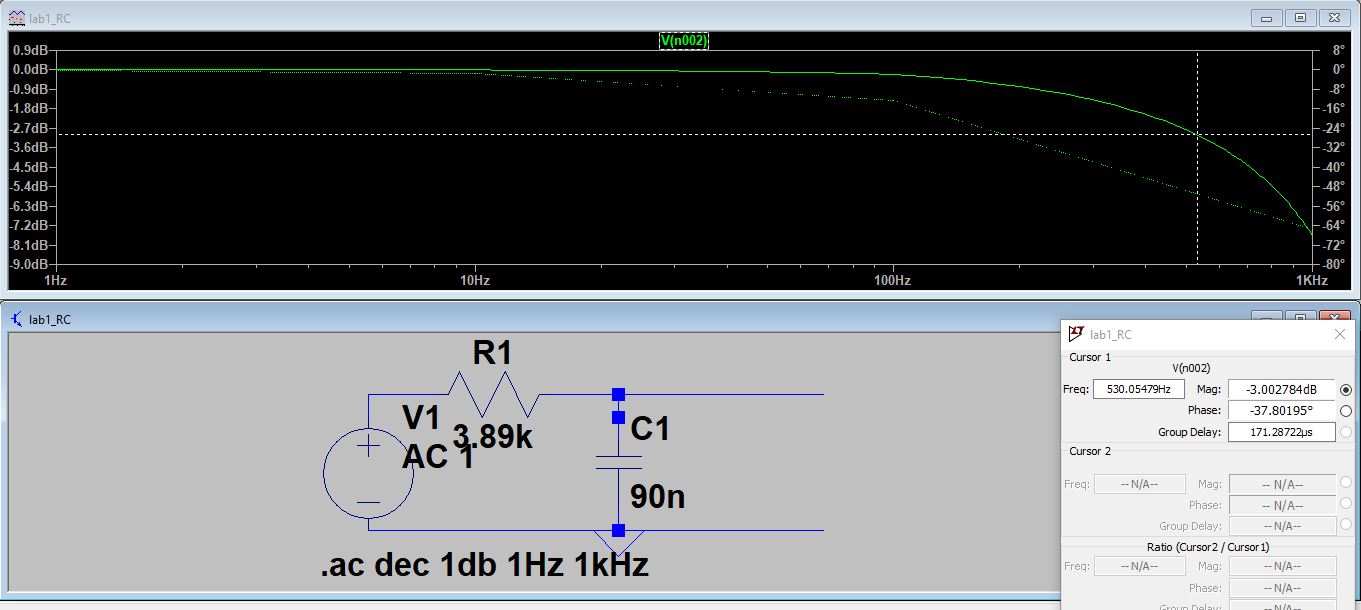 lab1_RC
V(n002)
0.9dB
0.0dB
-0.9dB
-1.8dB
-2.7dB
-3.6dB
-4.5dB
-5.4dB
-6.3dB
-7.2dB
-8.1dB
-9.0dB
8°
0°
-8°
-16°
-24°
-32°
-40°
-48°
-56°
-64°
-72°
-80°
1Hz 10Hz 100Hz 1KHz
lab1_RC
R1
V1
3.89k
AC 1
C1
90n
.ac dec 1db 1Hz 1kHz
lab1_RC
Cursor 1
V(n002)
Freq: 530.05479Hz Mag: -3.002784dB
Phase: -37.80195°
Group Delay: 171.28722µs
Cursor 2
Freq: -- N/A-- Mag: -- N/A--
Phase: -- N/A--
Group Delay: -- N/A--
Ratio (Cursor2 / Cursor1)
Freq: -- N/A-- Mag: -- N/A--
Phase: -- N/A--
Group Delay: -- N/A--